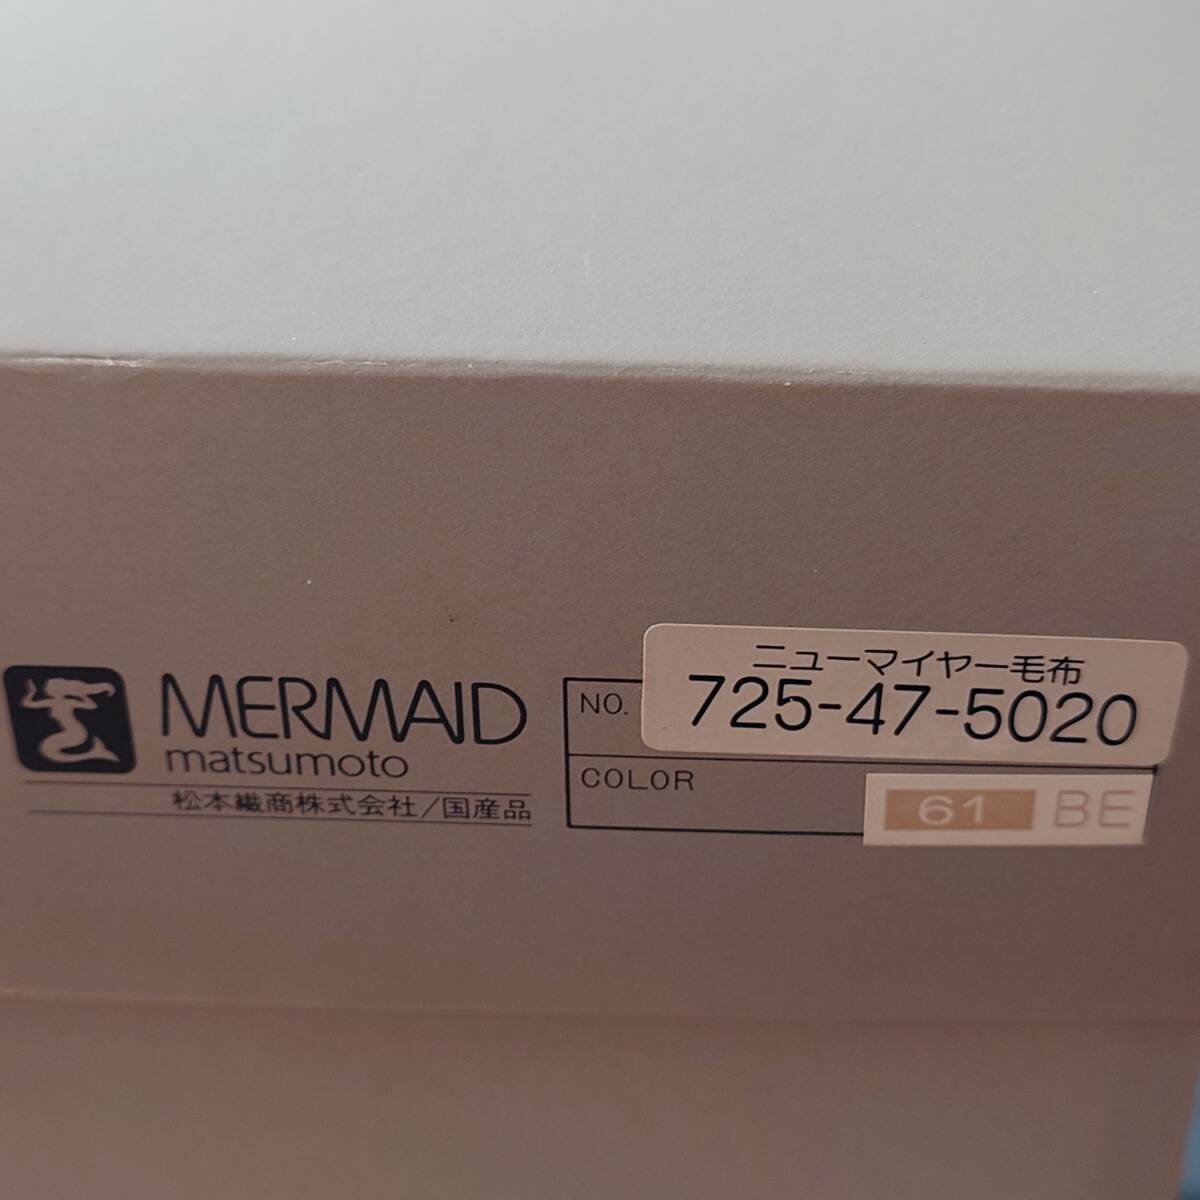 MERMAID
matsumoto
松本繊商株式会社/国産品
NO.
ニューマイヤー毛布
725-47-5020
COLOR
61 BE